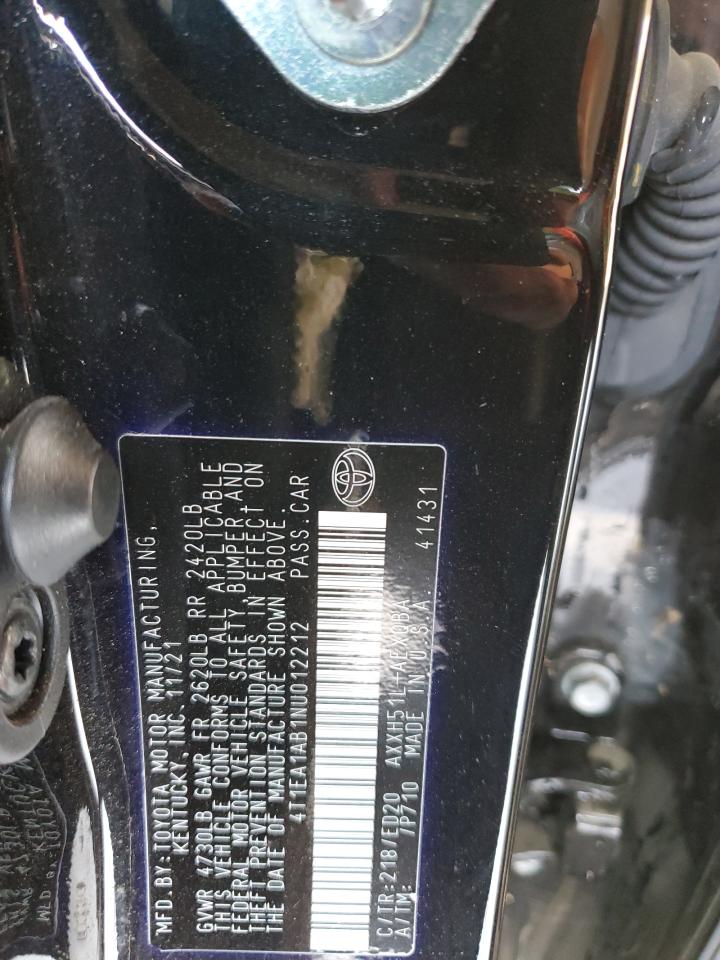 MFD.BY:TOYOTA MOTOR MANUFACTURING,
KENTUCKY, INC. 11/21
GVWR 4730LB GAWR FR 2620LB RR 2420LB
THIS VEHICLE CONFORMS TO ALL APPLICABLE
FEDERAL MOTOR VEHICLE SAFETY BUMPER AND
THEFT PREVENTION STANDARDS IN EFFECT ON
THE DATE OF MANUFACTURE SHOWN ABOVE.
4T1EA1AB1NU012212 PASS.CAR
C/TR:218/ED20 AXXH51L-AEXQBA
A/TM: /P710 MADE IN U.S.A. 41431